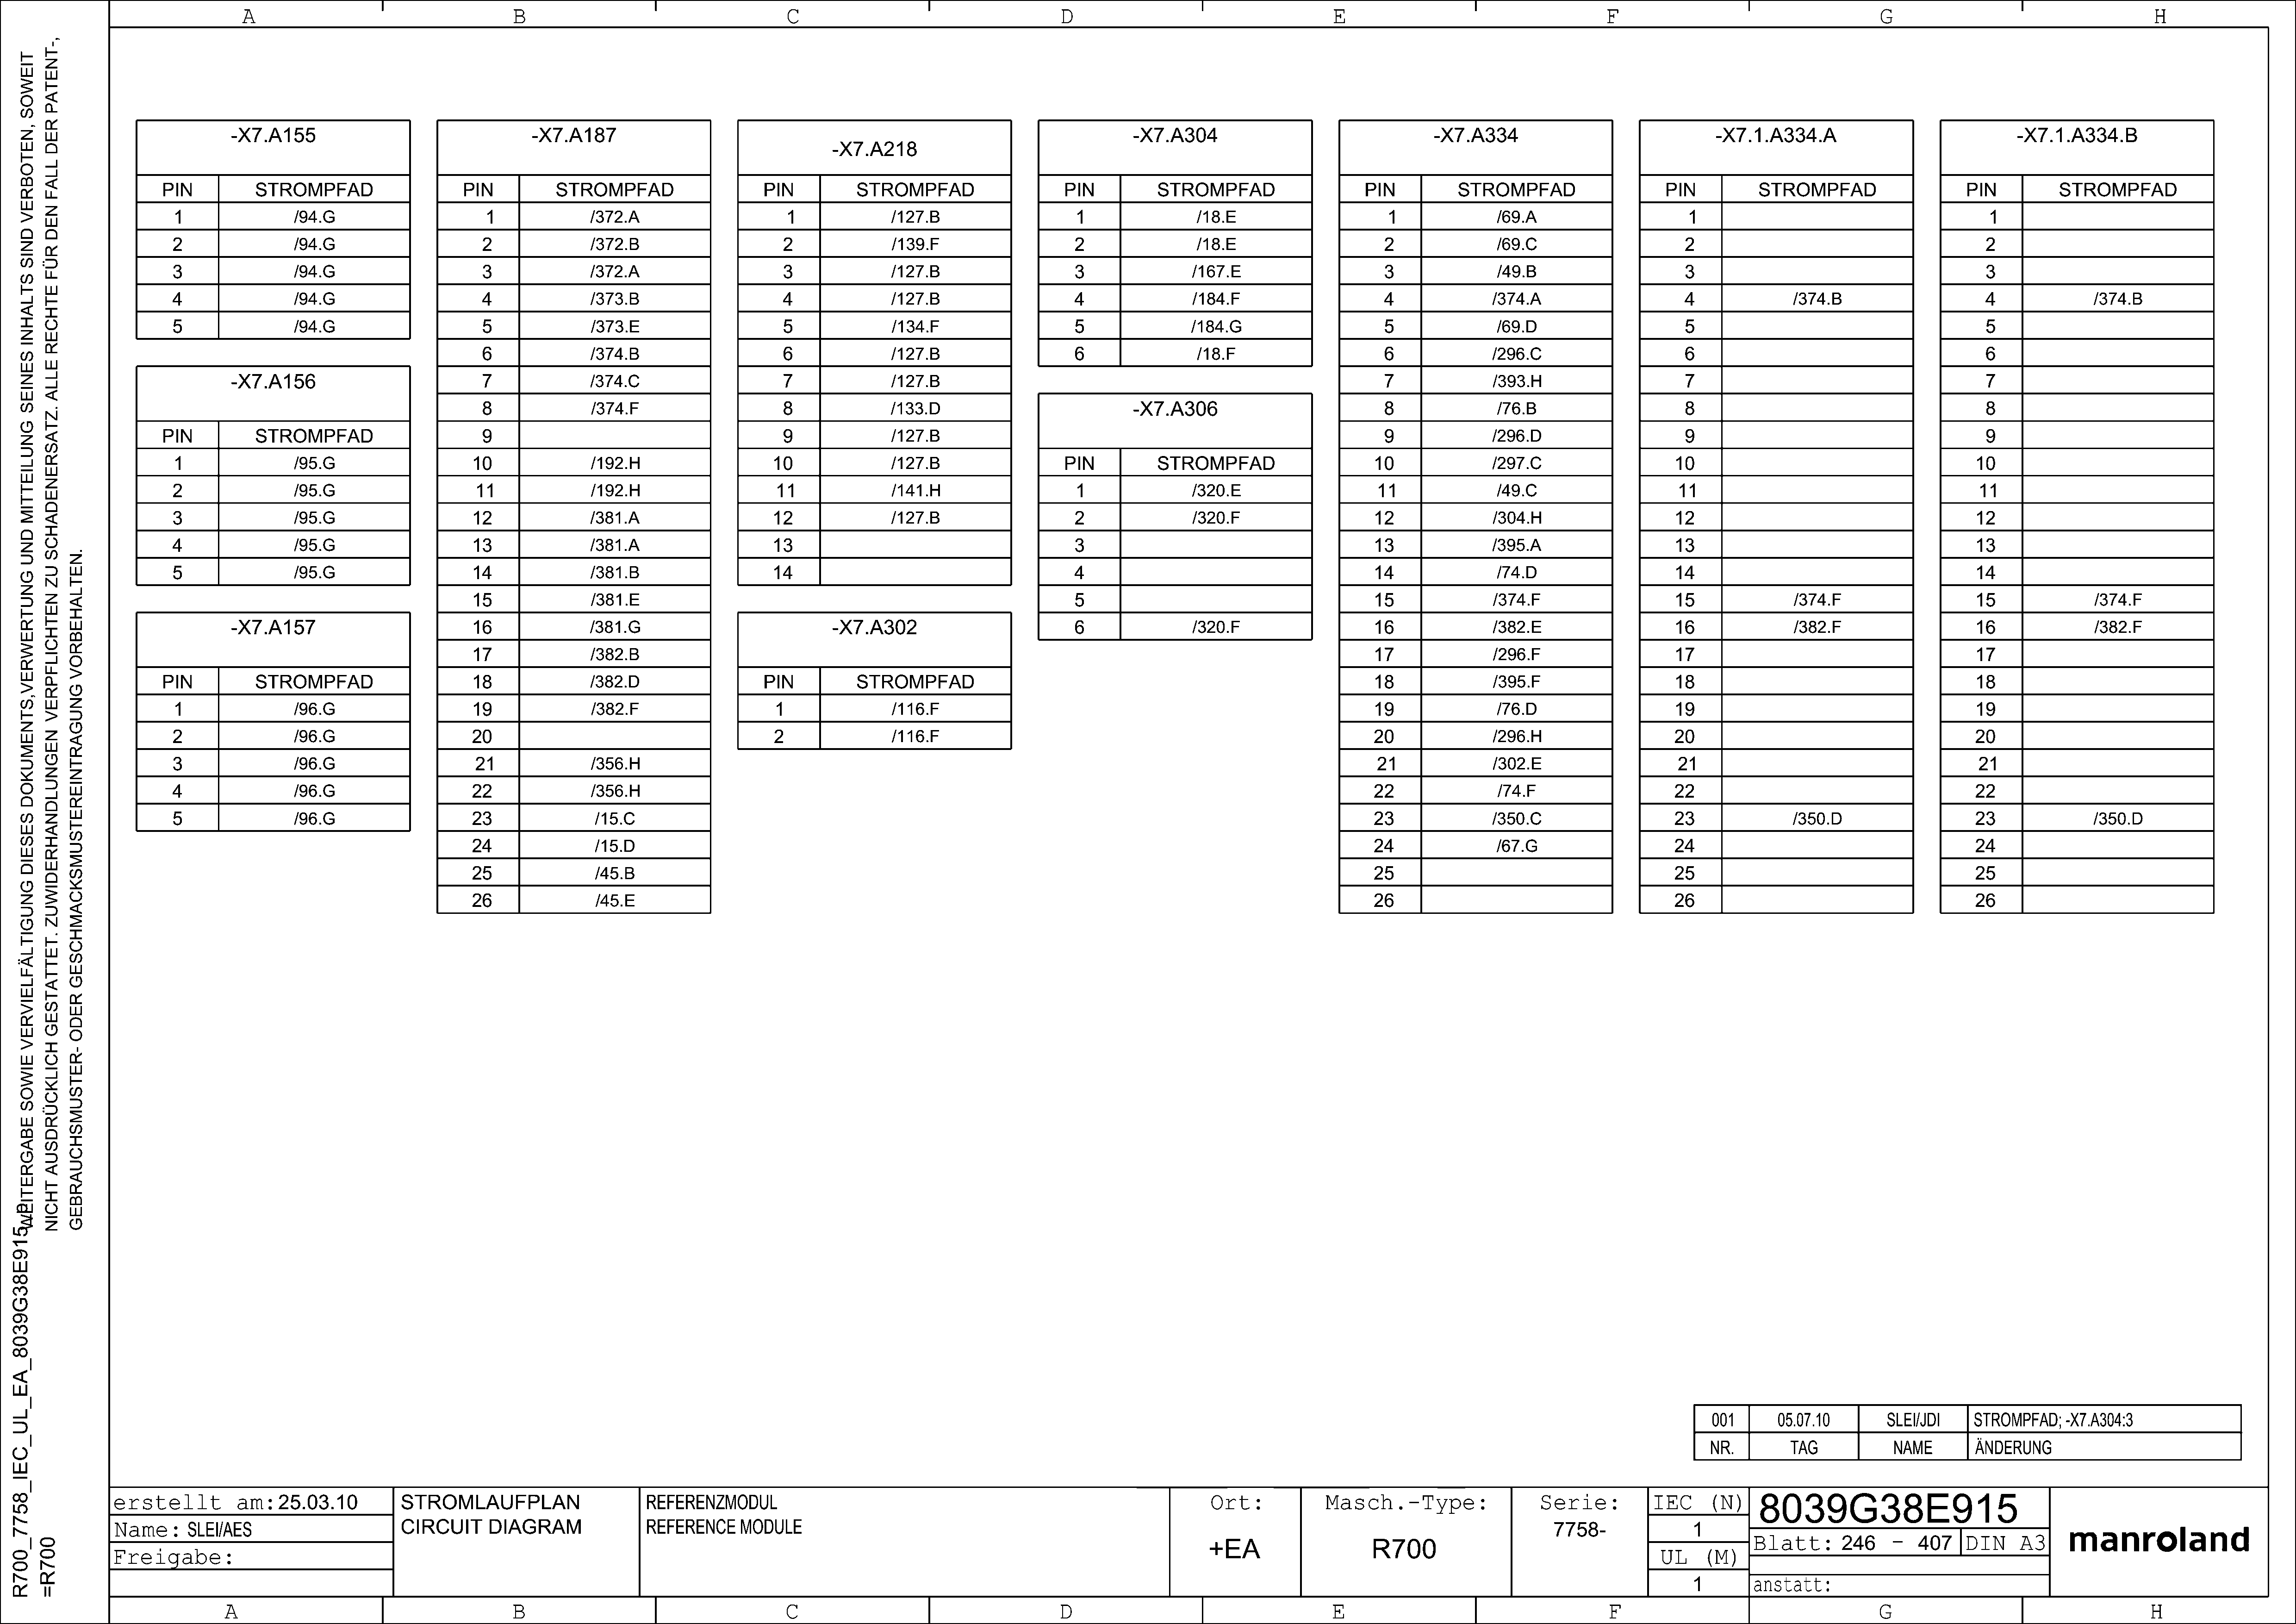 A B C D E F G H
WEITERGABE SOWIE VERVIELFÄLTIGUNG DIESES DOKUMENTS,VERWERTUNG UND MITTEILUNG SEINES INHALTS SIND VERBOTEN, SOWEIT
NICHT AUSDRÜCKLICH GESTATTET. ZUWIDERHANDLUNGEN VERPFLICHTEN ZU SCHADENERSATZ. ALLE RECHTE FÜR DEN FALL DER PATENT-,
GEBRAUCHSMUSTER- ODER GESCHMACKSMUSTEREINTRAGUNG VORBEHALTEN.
-X7.A155
PIN STROMPFAD
1 /94.G
2 /94.G
3 /94.G
4 /94.G
5 /94.G
-X7.A156
PIN STROMPFAD
1 /95.G
2 /95.G
3 /95.G
4 /95.G
5 /95.G
-X7.A157
PIN STROMPFAD
1 /96.G
2 /96.G
3 /96.G
4 /96.G
5 /96.G
-X7.A187
PIN STROMPFAD
1 /372.A
2 /372.B
3 /372.A
4 /373.B
5 /373.E
6 /374.B
7 /374.C
8 /374.F
9
10 /192.H
11 /192.H
12 /381.A
13 /381.A
14 /381.B
15 /381.E
16 /381.G
17 /382.B
18 /382.D
19 /382.F
20
21 /356.H
22 /356.H
23 /15.C
24 /15.D
25 /45.B
26 /45.E
-X7.A218
PIN STROMPFAD
1 /127.B
2 /139.F
3 /127.B
4 /127.B
5 /134.F
6 /127.B
7 /127.B
8 /133.D
9 /127.B
10 /127.B
11 /141.H
12 /127.B
13
14
-X7.A302
PIN STROMPFAD
1 /116.F
2 /116.F
-X7.A304
PIN STROMPFAD
1 /18.E
2 /18.E
3 /167.E
4 /184.F
5 /184.G
6 /18.F
-X7.A306
PIN STROMPFAD
1 /320.E
2 /320.F
3
4
5
6 /320.F
-X7.A334
PIN STROMPFAD
1 /69.A
2 /69.C
3 /49.B
4 /374.A
5 /69.D
6 /296.C
7 /393.H
8 /76.B
9 /296.D
10 /297.C
11 /49.C
12 /304.H
13 /395.A
14 /74.D
15 /374.F
16 /382.E
17 /296.F
18 /395.F
19 /76.D
20 /296.H
21 /302.E
22 /74.F
23 /350.C
24 /67.G
25
26
-X7.1.A334.A
PIN STROMPFAD
1
2
3
4 /374.B
5
6
7
8
9
10
11
12
13
14
15 /374.F
16 /382.F
17
18
19
20
21
22
23 /350.D
24
25
26
-X7.1.A334.B
PIN STROMPFAD
1
2
3
4 /374.B
5
6
7
8
9
10
11
12
13
14
15 /374.F
16 /382.F
17
18
19
20
21
22
23 /350.D
24
25
26
001 05.07.10 SLEI/JDI STROMPFAD; -X7.A304:3
NR. TAG NAME ÄNDERUNG
R700_7758_IEC_UL_EA_8039G38E915_D
=R700
erstellt am: 25.03.10
Name: SLEI/AES
Freigabe:
STROMLAUFPLAN
CIRCUIT DIAGRAM
REFERENZMODUL
REFERENCE MODULE
Ort:
+EA
Masch.-Type:
R700
Serie:
7758-
IEC (N)
1
UL (M)
1
8039G38E915
Blatt: 246 - 407 DIN A3
anstatt:
manroland
A B C D E F G H